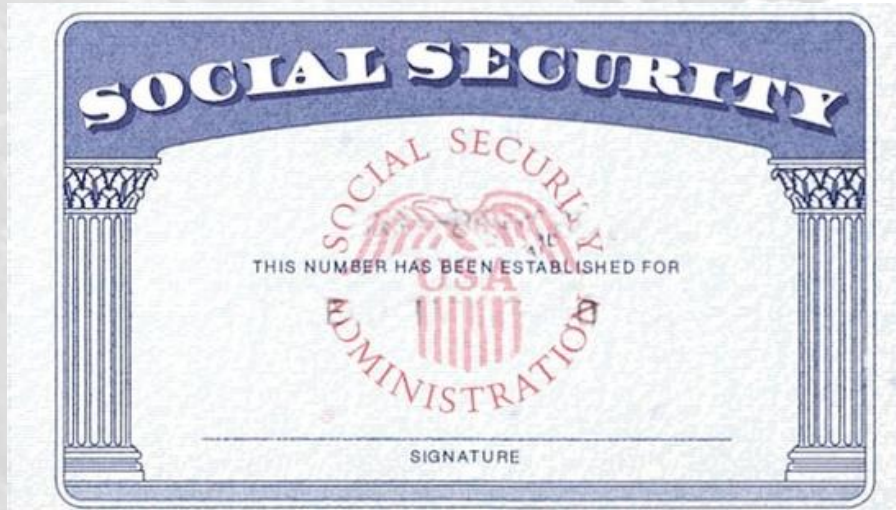 SOCIAL SECURITY
SOCIAL SECURITY
THIS NUMBER HAS BEEN ESTABLISHED FOR
USA
ADMINISTRATION
SIGNATURE